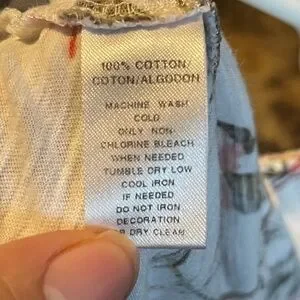 100% COTTON/
COTON/ALGODON
MACHINE WASH
COLD
ONLY NON-
CHLORINE BLEACH
WHEN NEEDED
TUMBLE DRY LOW
COOL IRON
IF NEEDED
DO NOT IRON
DECORATION
OR DRY CLEAN